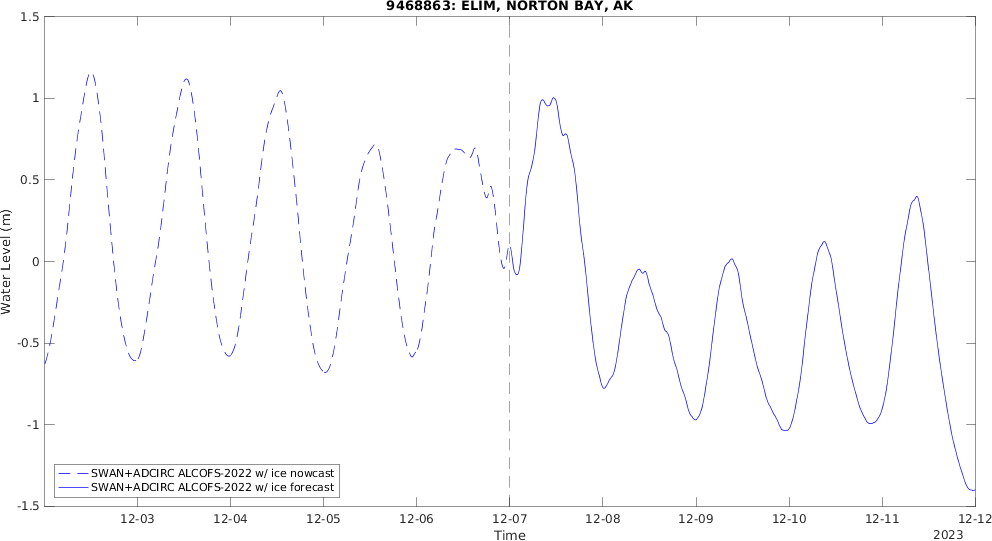 9468863: ELIM, NORTON BAY, AK
1.5
1
0.5
0
-0.5
-1
-1.5
Water Level (m)
SWAN+ADCIRC ALCOFS-2022 w/ ice nowcast
SWAN+ADCIRC ALCOFS-2022 w/ ice forecast
12-03 12-04 12-05 12-06 12-07 12-08 12-09 12-10 12-11 12-12
Time
2023